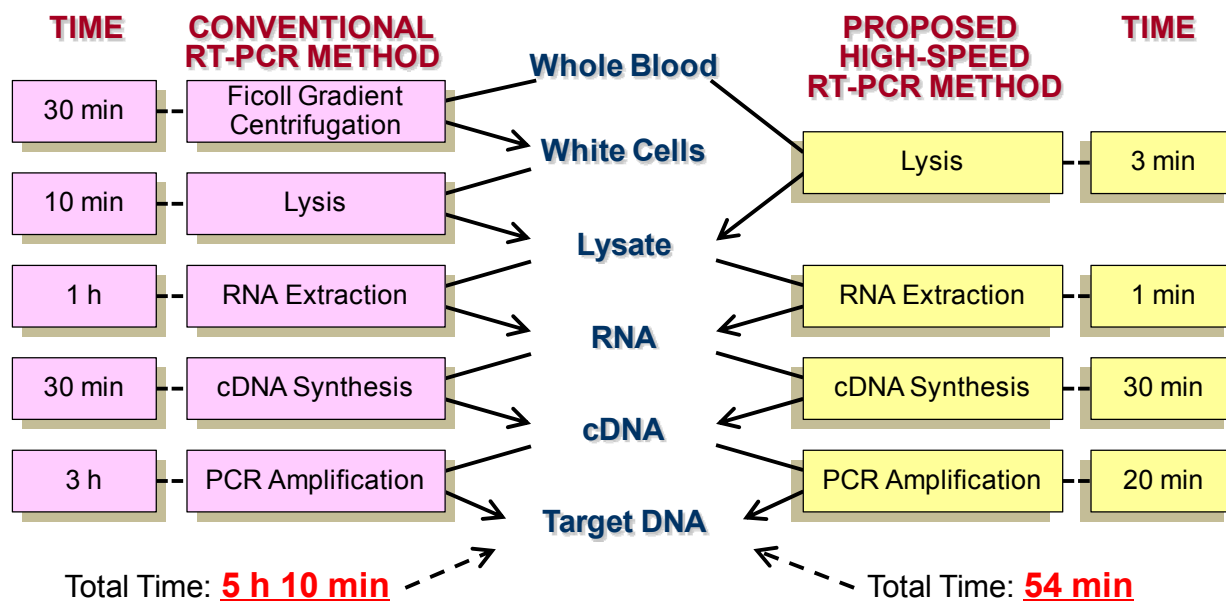 TIME
CONVENTIONAL
RT-PCR METHOD
PROPOSED
HIGH-SPEED
RT-PCR METHOD
TIME
30 min
Ficoll Gradient
Centrifugation
Whole Blood
White Cells
Lysis
3 min
10 min
Lysis
Lysate
1 h
RNA Extraction
RNA Extraction
1 min
RNA
30 min
cDNA Synthesis
cDNA Synthesis
30 min
cDNA
3 h
PCR Amplification
PCR Amplification
20 min
Target DNA
Total Time: 5 h 10 min
Total Time: 54 min